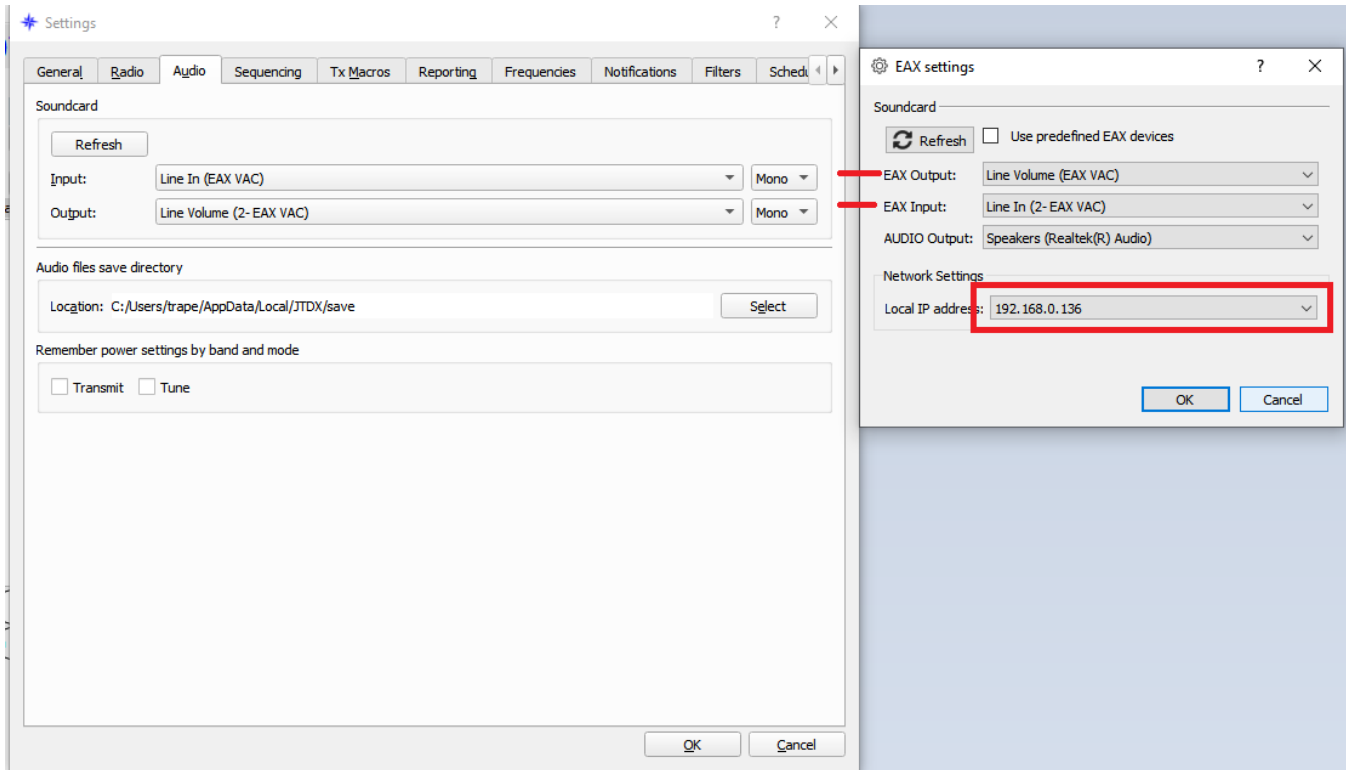 Settings
? ×
General Radio Audio Sequencing Tx Macros Reporting Frequencies Notifications Filters Schedu
Soundcard
Refresh
Input: Line In (EAX VAC) Mono
Output: Line Volume (2- EAX VAC) Mono
Audio files save directory
Location: C:/Users/trape/AppData/Local/JTDX/save Select
Remember power settings by band and mode
Transmit Tune
OK Cancel
EAX settings
? ×
Soundcard
Refresh Use predefined EAX devices
EAX Output: Line Volume (EAX VAC)
EAX Input: Line In (2- EAX VAC)
AUDIO Output: Speakers (Realtek(R) Audio)
Network Settings
Local IP address: 192.168.0.136
OK Cancel